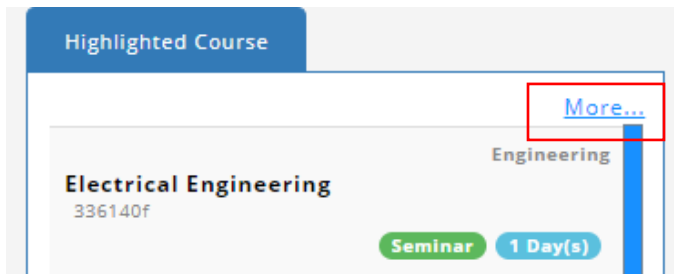 Highlighted Course
More...
Engineering
Electrical Engineering
336140f
Seminar 1 Day(s)